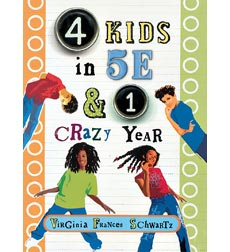 4 KIDS
in 5E
& 1
CRAZY YEAR
VIRGINIA FRANCES SCHWARTZ